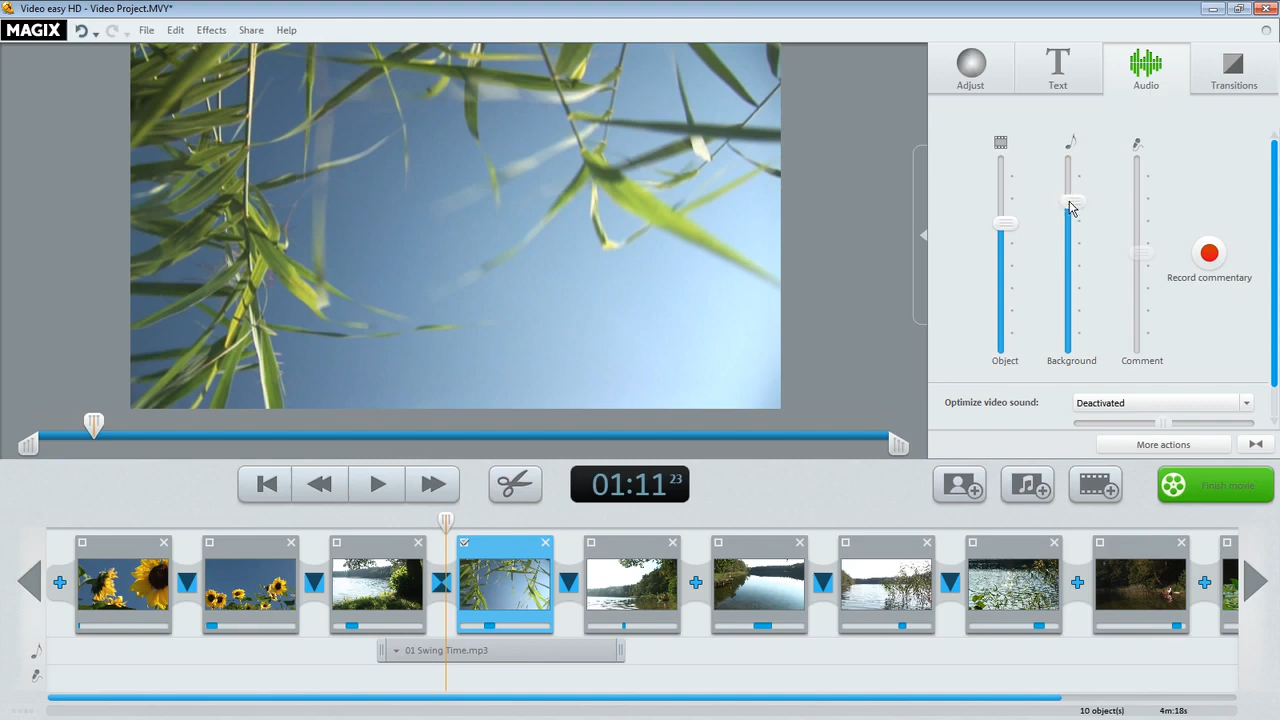 Video easy HD - Video Project.MVY*
MAGIX File Edit Effects Share Help
Adjust Text Audio Transitions
Record commentary
Object Background Comment
Optimize video sound: Deactivated
More actions
01:11 23
Finish movie
01 Swing Time.mp3
10 object(s) 4m:18s